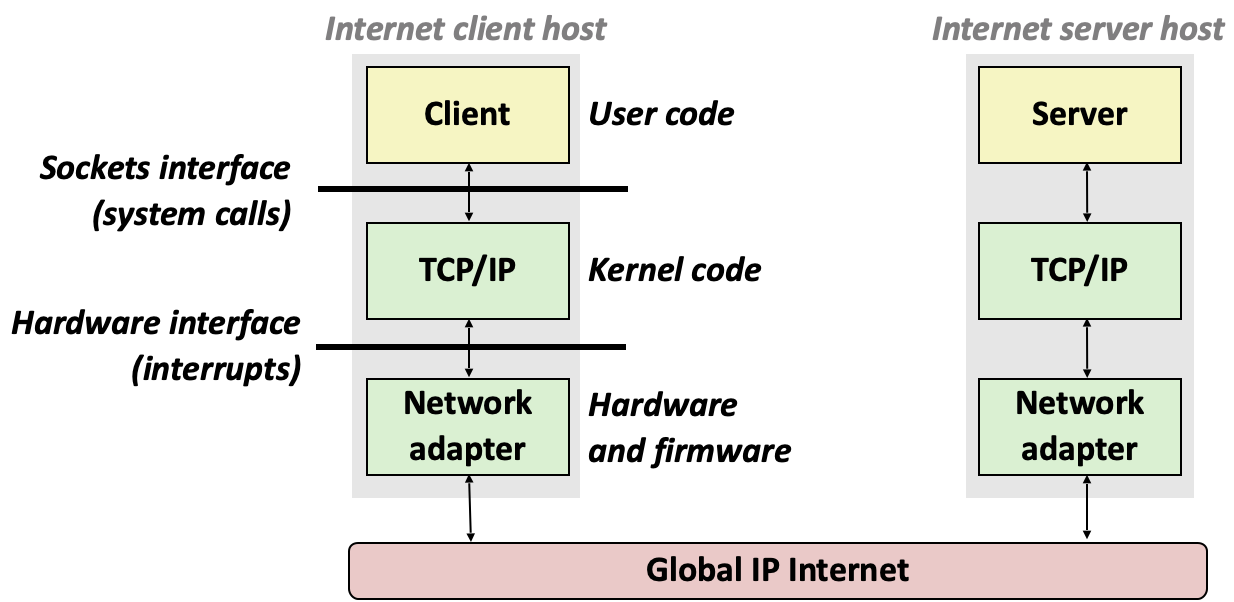 Internet client host
Internet server host
Client
User code
Server
Sockets interface
(system calls)
TCP/IP
Kernel code
TCP/IP
Hardware interface
(interrupts)
Network
adapter
Hardware
and firmware
Network
adapter
Global IP Internet